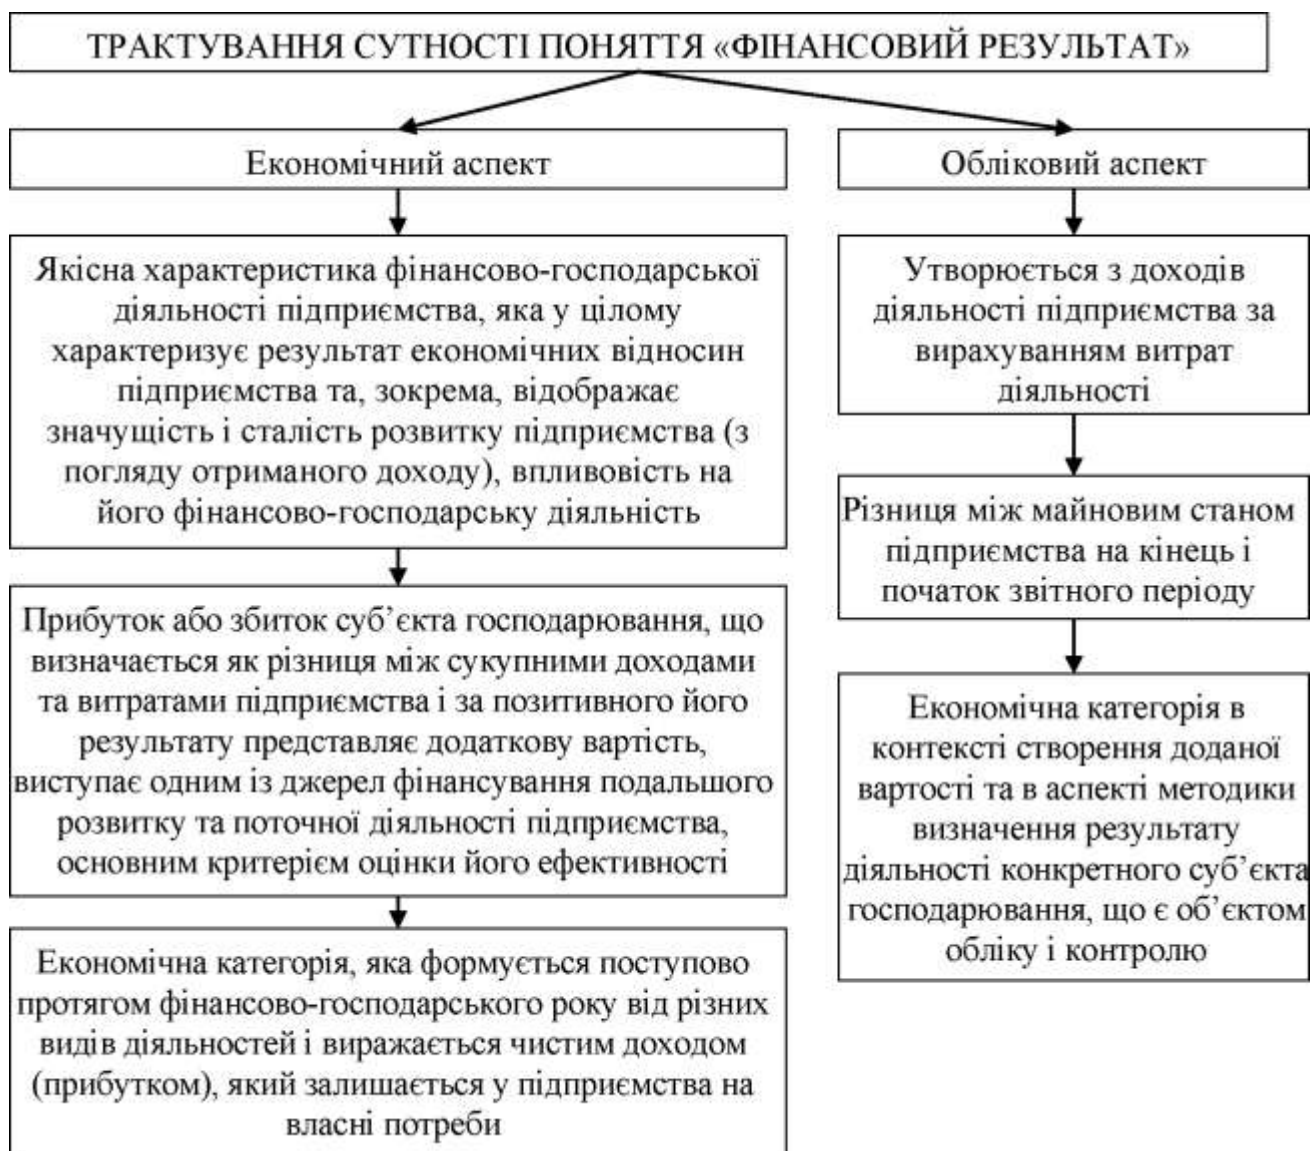 ТРАКТУВАННЯ СУТНОСТІ ПОНЯТТЯ «ФІНАНСОВИЙ РЕЗУЛЬТАТ»
Економічний аспект
Якісна характеристика фінансово-господарської
діяльності підприємства, яка у цілому
характеризує результат економічних відносин
підприємства та, зокрема, відображає
значущість і сталість розвитку підприємства (з
погляду отриманого доходу), впливовість на
його фінансово-господарську діяльність
Прибуток або збиток суб’єкта господарювання, що
визначається як різниця між сукупними доходами
та витратами підприємства і за позитивного його
результату представляє додаткову вартість,
виступає одним із джерел фінансування подальшого
розвитку та поточної діяльності підприємства,
основним критерієм оцінки його ефективності
Економічна категорія, яка формується поступово
протягом фінансово-господарського року від різних
видів діяльностей і виражається чистим доходом
(прибутком), який залишається у підприємства на
власні потреби
Обліковий аспект
Утворюється з доходів
діяльності підприємства за
вирахуванням витрат
діяльності
Різниця між майновим станом
підприємства на кінець і
початок звітного періоду
Економічна категорія в
контексті створення доданої
вартості та в аспекті методики
визначення результату
діяльності конкретного суб’єкта
господарювання, що є об’єктом
обліку і контролю